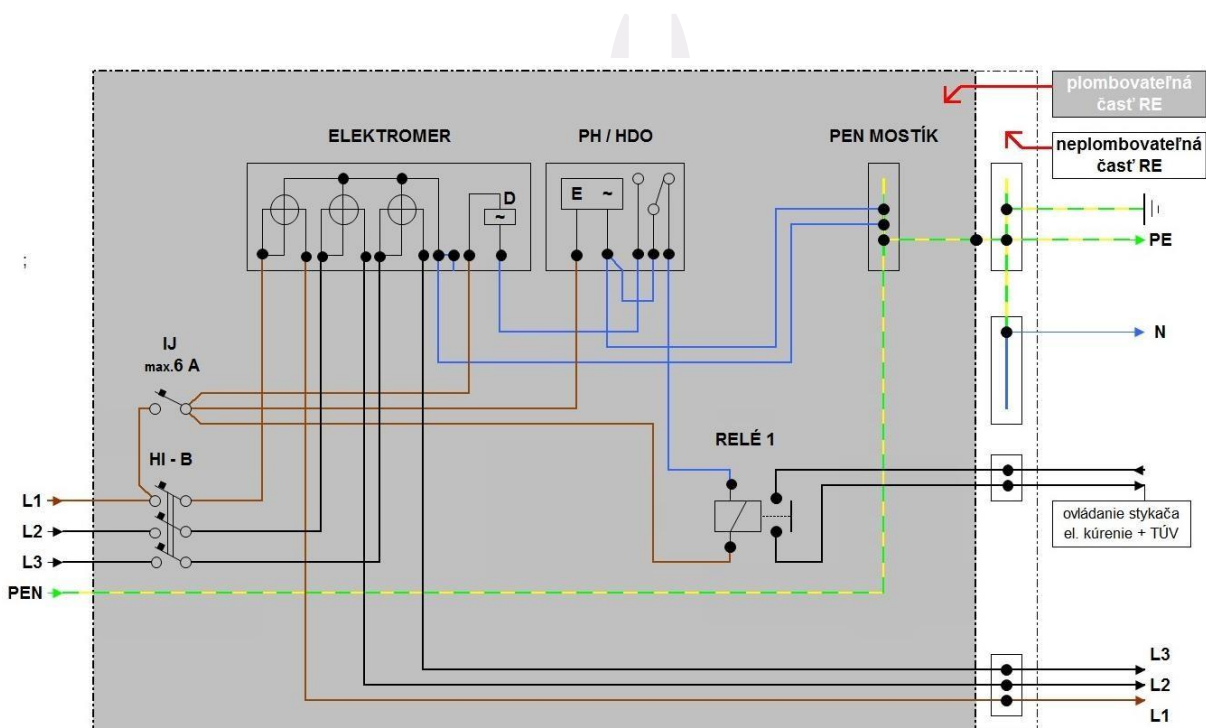 plombovateľná
časť RE
ELEKTROMER
PH / HDO
PEN MOSTÍK
neplombovateľná
časť RE
D
~
E ~
PE
;
N
IJ
max.6 A
RELÉ 1
HI - B
L1
L2
L3
PEN
ovládanie stykača
el. kúrenie + TÚV
L3
L2
L1